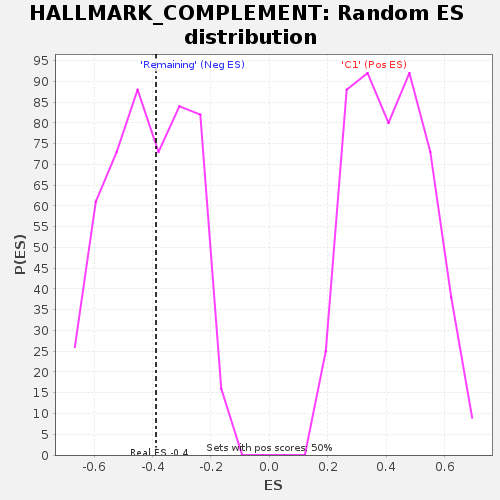 HALLMARK_COMPLEMENT: Random ES
distribution
'Remaining' (Neg ES)
'C1' (Pos ES)
95
90
85
80
75
70
65
60
55
50
45
40
35
30
25
20
15
10
5
0
P(ES)
Real ES -0.4
Sets with pos scores: 50%
-0.6 -0.4 -0.2 0.0 0.2 0.4 0.6
ES